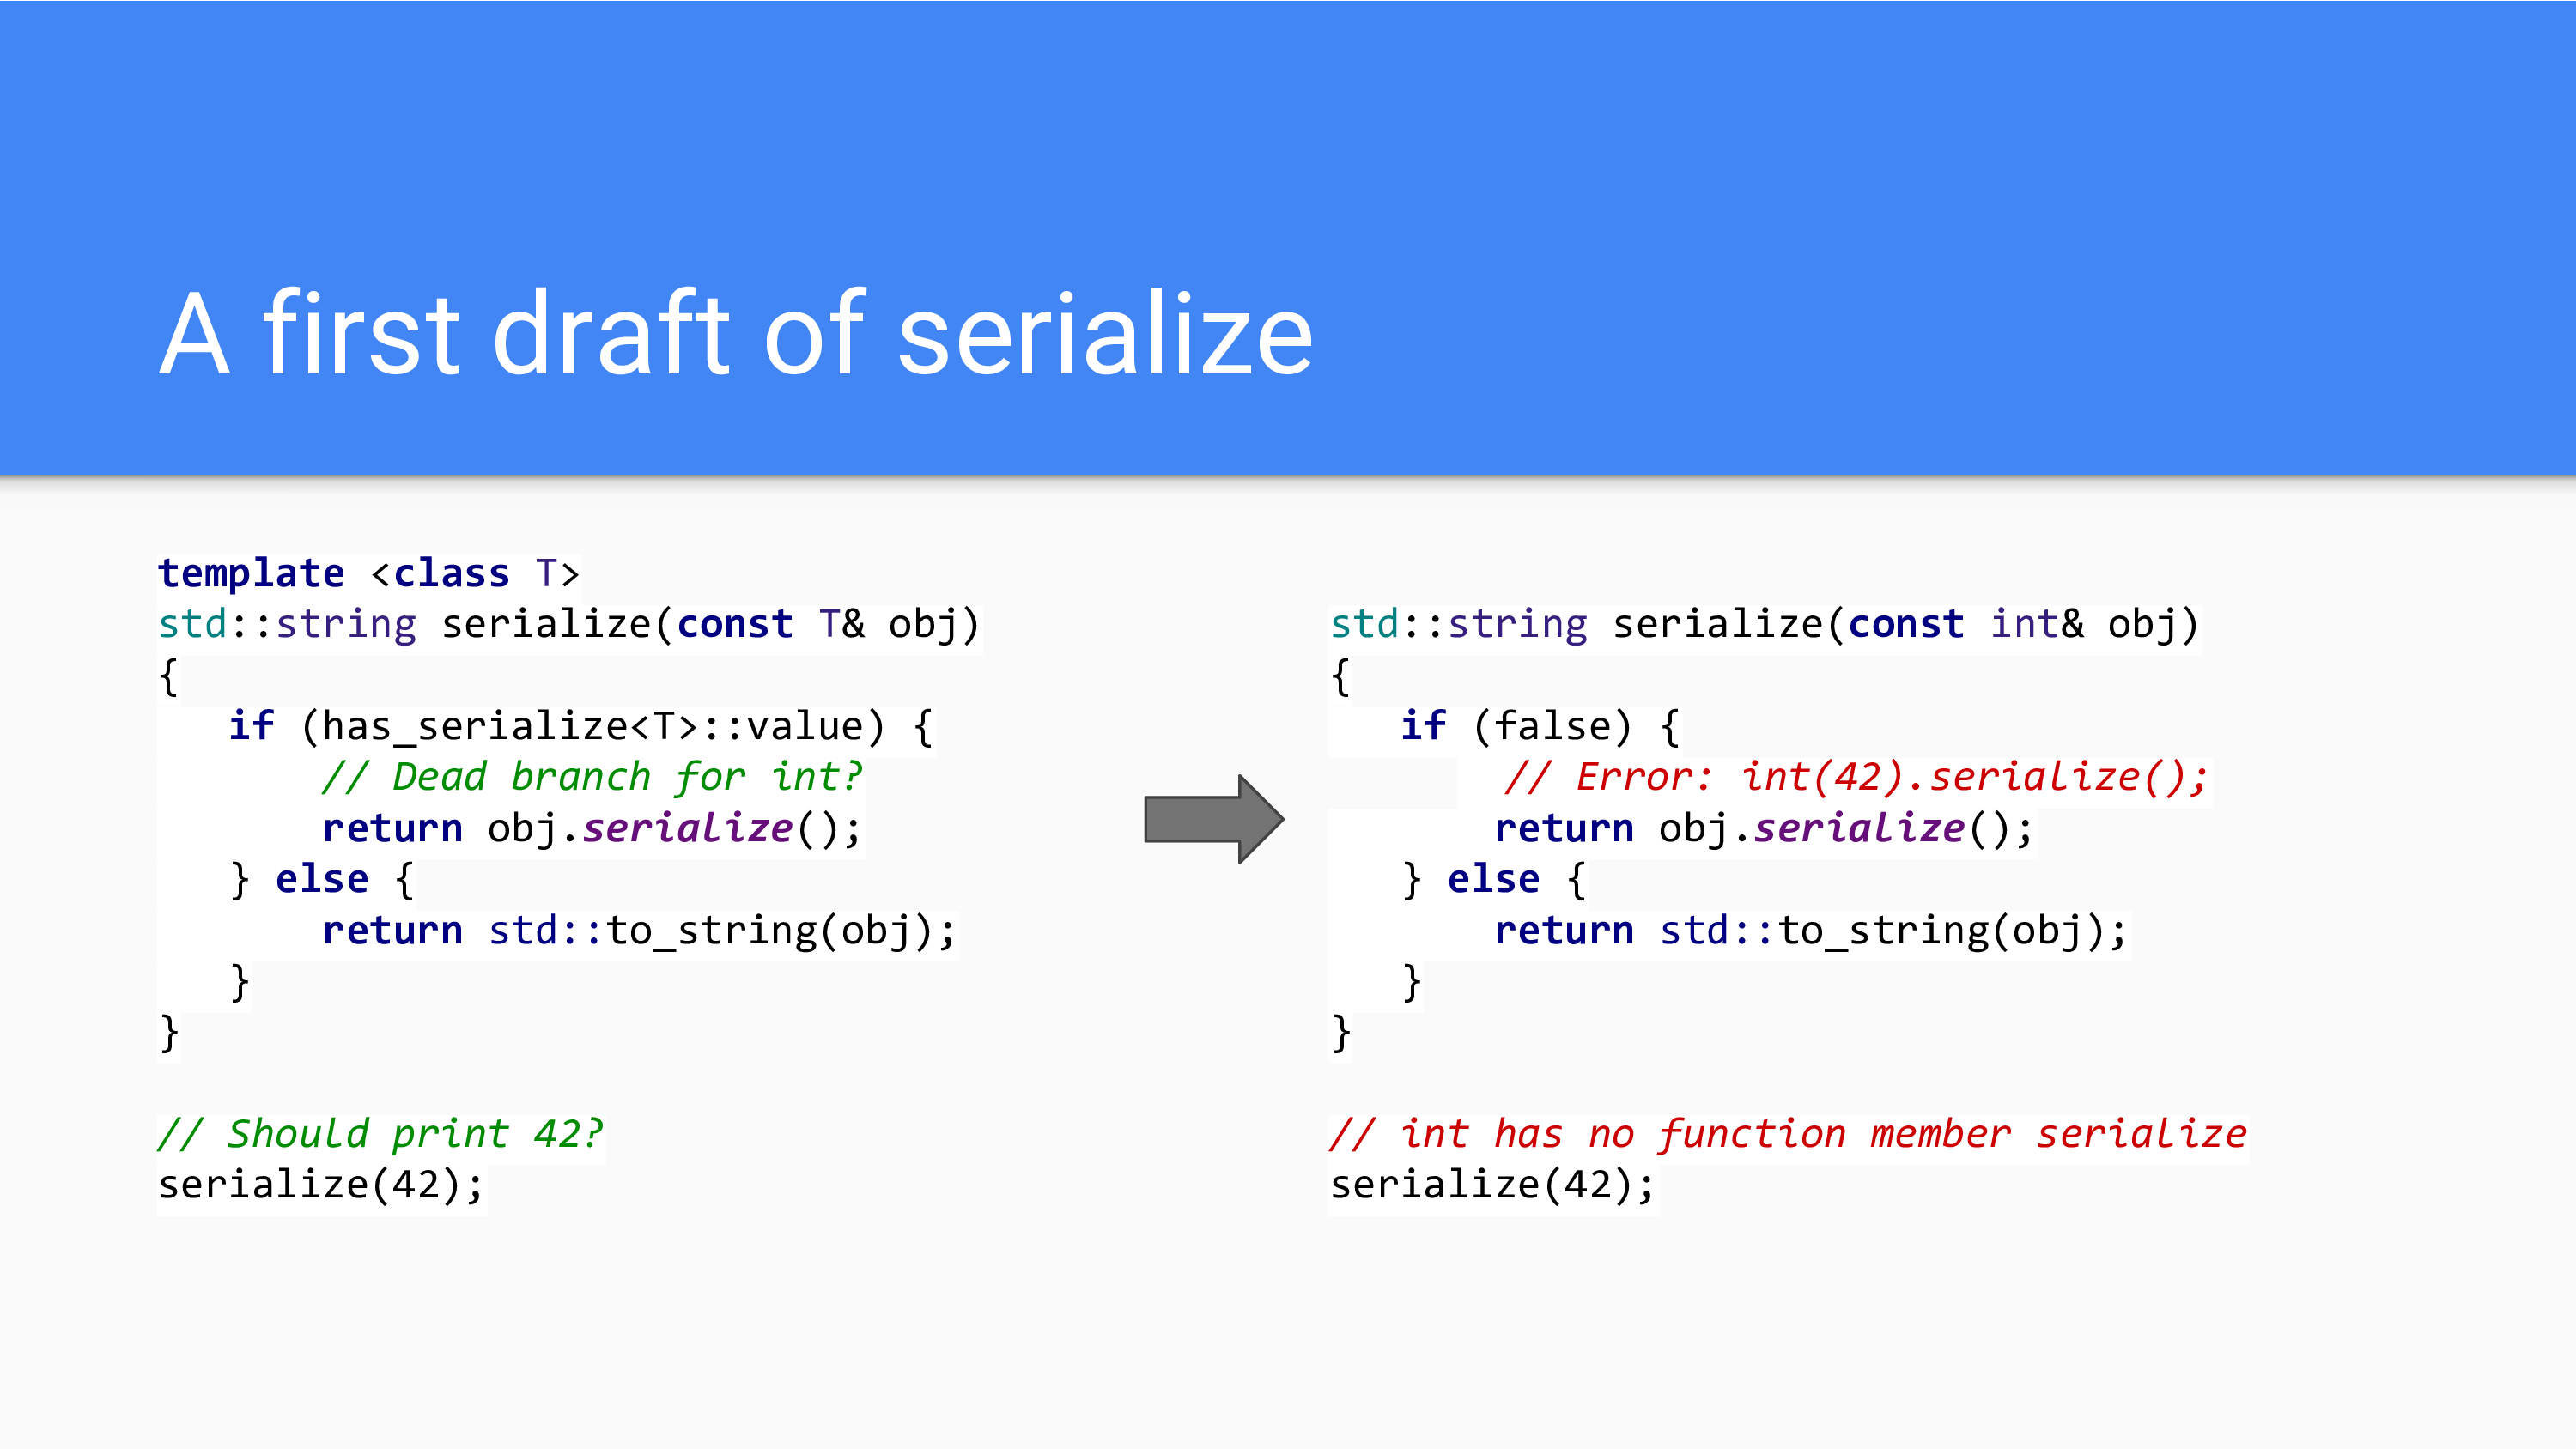 A first draft of serialize
template <class T>
std::string serialize(const T& obj)
{
   if (has_serialize<T>::value) {
       // Dead branch for int?
       return obj.serialize();
   } else {
       return std::to_string(obj);
   }
}
// Should print 42?
serialize(42);
std::string serialize(const int& obj)
{
   if (false) {
       // Error: int(42).serialize();
       return obj.serialize();
   } else {
       return std::to_string(obj);
   }
}
// int has no function member serialize
serialize(42);